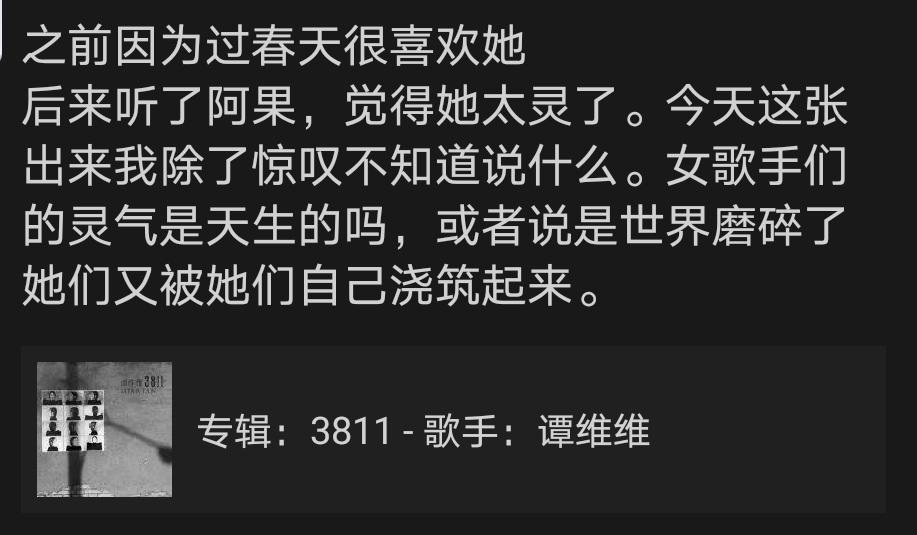 之前因为过春天很喜欢她
后来听了阿果，觉得她太灵了。今天这张
出来我除了惊叹不知道说什么。女歌手们
的灵气是天生的吗，或者说是世界磨碎了
她们又被她们自己浇筑起来。
谭维维 3811
专辑：3811 - 歌手：谭维维